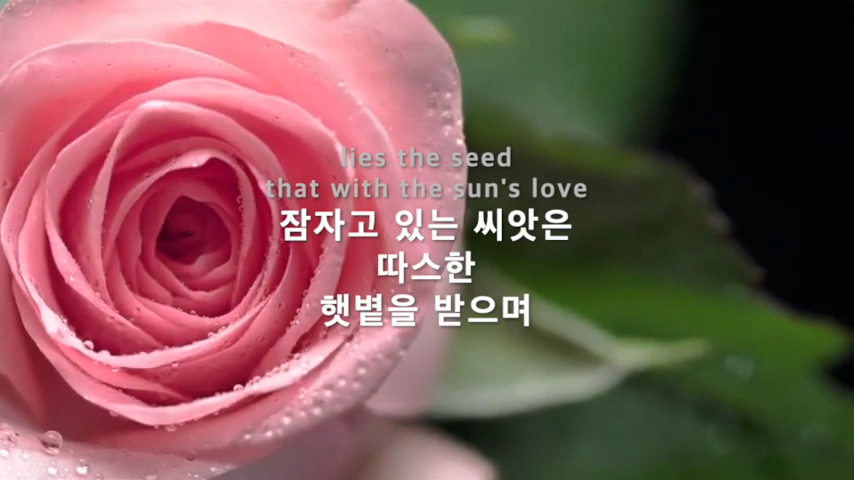 lies the seed
that with the sun's love
잠자고 있는 씨앗은
따스한
햇볕을 받으며